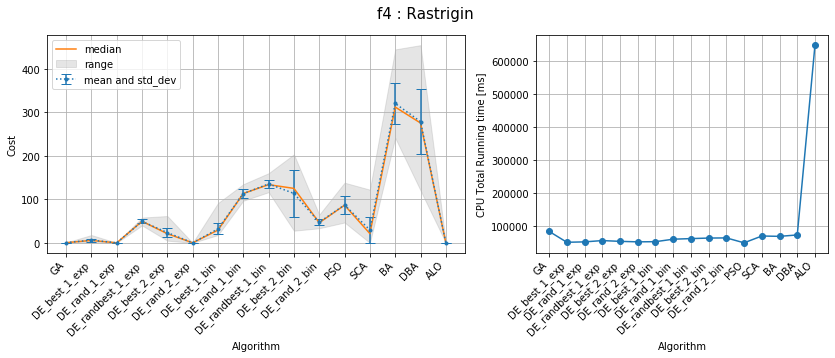 f4 : Rastrigin
median
range
mean and std_dev
Cost
400
300
200
100
0
GA
DE_best_1_exp
DE_rand_1_exp
DE_randbest_1_exp
DE_best_2_exp
DE_rand_2_exp
DE_best_1_bin
DE_rand_1_bin
DE_randbest_1_bin
DE_best_2_bin
DE_rand_2_bin
PSO
SCA
BA
DBA
ALO
Algorithm
CPU Total Running time [ms]
600000
500000
400000
300000
200000
100000
GA
DE_best_1_exp
DE_rand_1_exp
DE_randbest_1_exp
DE_best_2_exp
DE_rand_2_exp
DE_best_1_bin
DE_rand_1_bin
DE_randbest_1_bin
DE_best_2_bin
DE_rand_2_bin
PSO
SCA
BA
DBA
ALO
Algorithm